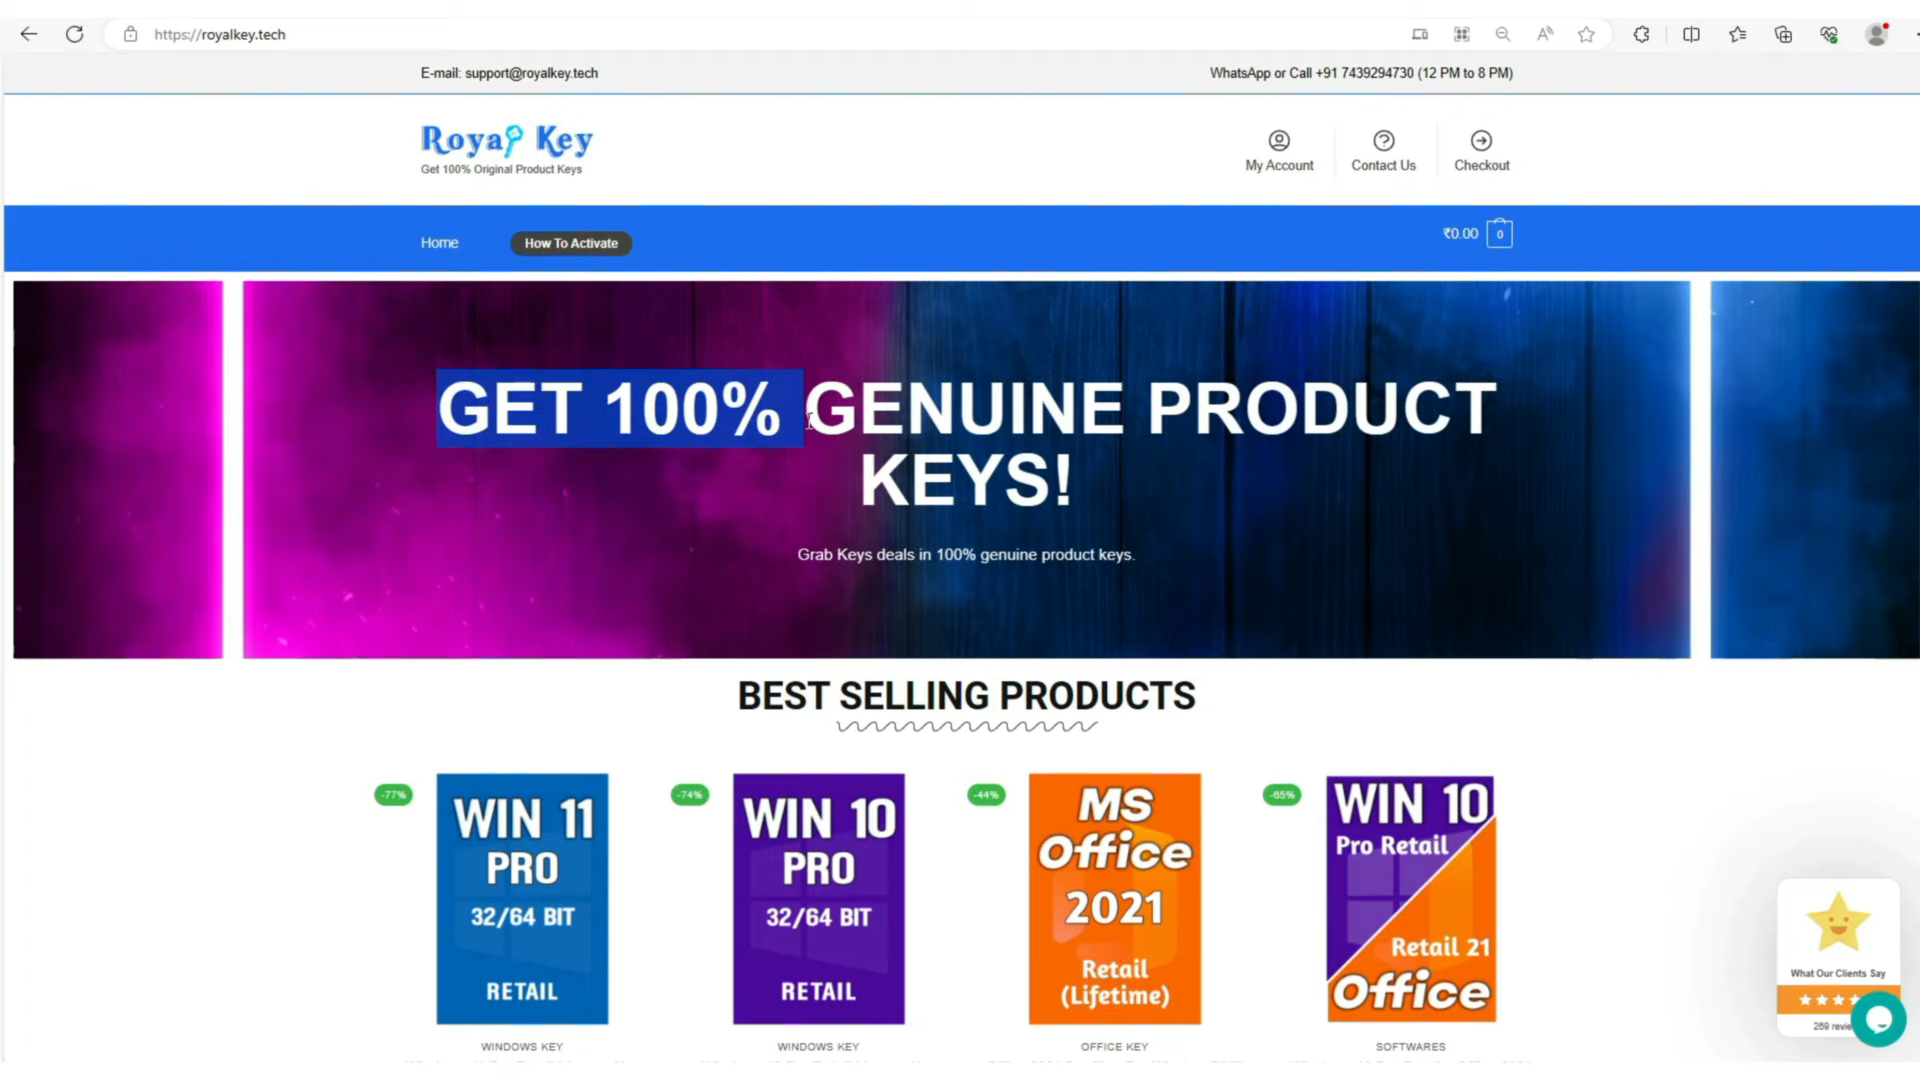 https://royalkey.tech
E-mail: support@royalkey.tech
WhatsApp or Call +91 7439294730 (12 PM to 8 PM)
Royal Key
Get 100% Original Product Keys
My Account
Contact Us
Checkout
Home
How To Activate
₹0.00
0
GET 100% GENUINE PRODUCT
KEYS!
Grab Keys deals in 100% genuine product keys.
BEST SELLING PRODUCTS
-77%
WIN 11
PRO
32/64 BIT
RETAIL
WINDOWS KEY
-74%
WIN 10
PRO
32/64 BIT
RETAIL
WINDOWS KEY
-44%
MS
Office
2021
Retail
(Lifetime)
OFFICE KEY
-65%
WIN 10
Pro Retail
Retail 21
Office
SOFTWARES
What Our Clients Say
269